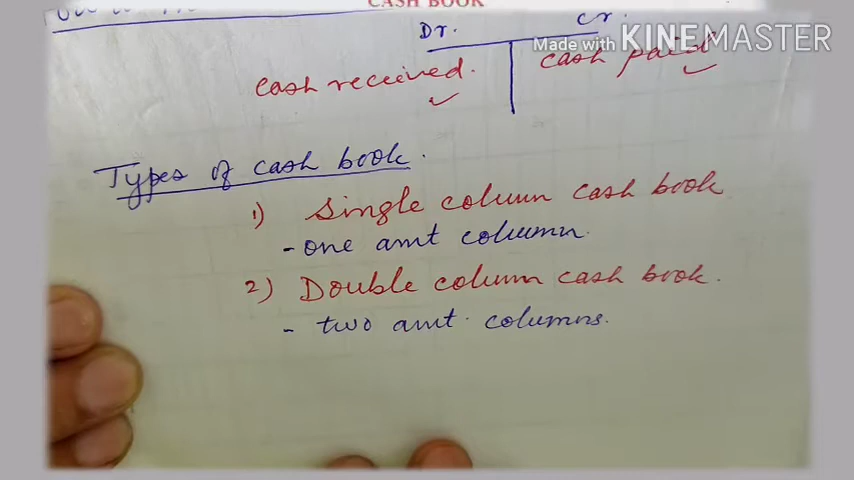 CASH BOOK
Dr. Cr.
Made with KINEMASTER
cash received. cash paid
Types of cash book.
1) Single column cash book
- one amt column.
2) Double column cash book.
- two amt. columns.